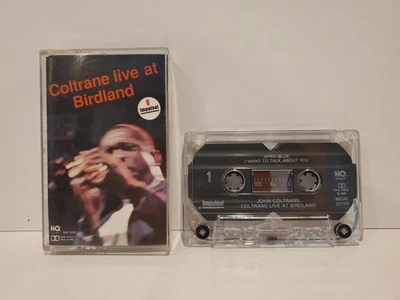 Coltrane live at
Birdland
impulse!
HQ
AFRO BLUE
I WANT TO TALK ABOUT YOU
1
HQ
JOHN COLTRANE
COLTRANE LIVE AT BIRDLAND
impulse!
MCAC